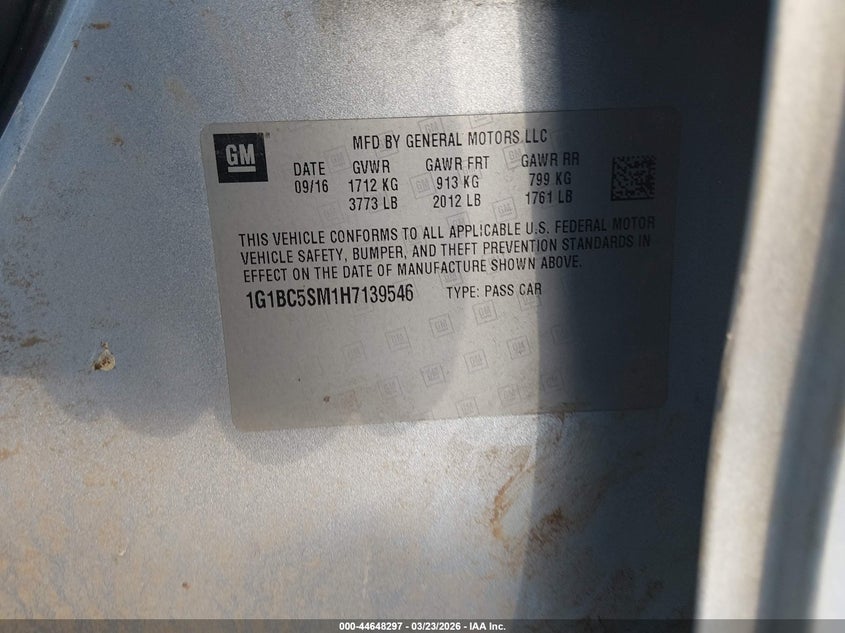 GM
MFD BY GENERAL MOTORS LLC
DATE GVWR GAWR FRT GAWR RR
09/16 1712 KG 913 KG 799 KG
3773 LB 2012 LB 1761 LB
THIS VEHICLE CONFORMS TO ALL APPLICABLE U.S. FEDERAL MOTOR
VEHICLE SAFETY, BUMPER, AND THEFT PREVENTION STANDARDS IN
EFFECT ON THE DATE OF MANUFACTURE SHOWN ABOVE.
1G1BC5SM1H7139546 TYPE: PASS CAR
000-44648297 - 03/23/2026 - IAA Inc.